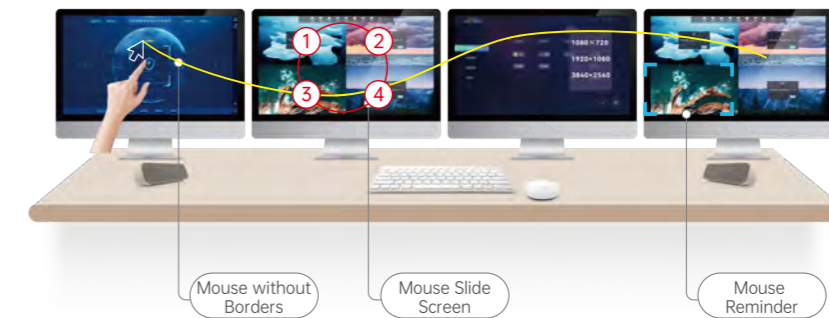 1
2
3
4
1080×720
1920×1080
3840×2560
Mouse without
Borders
Mouse Slide
Screen
Mouse
Reminder